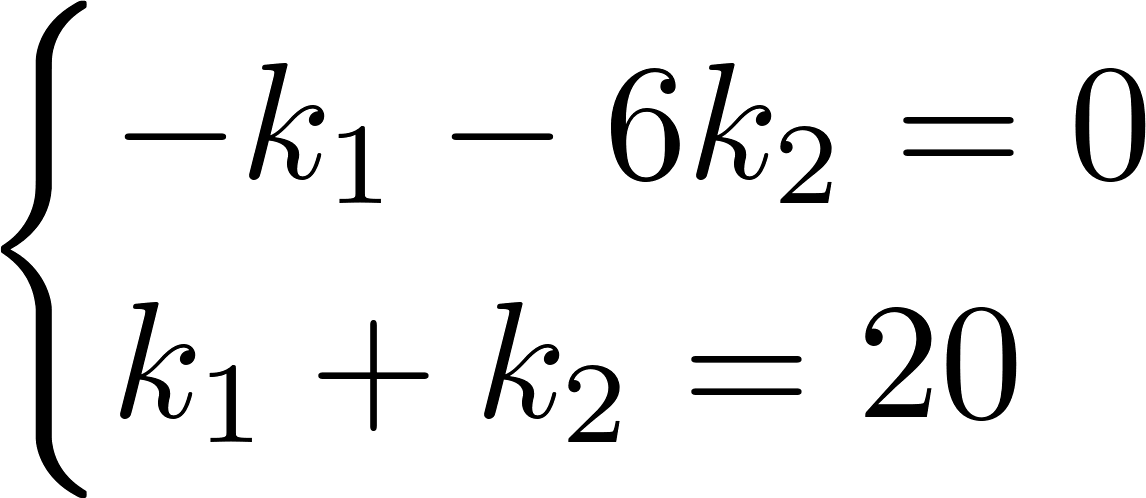 −k₁ − 6k₂ = 0
k₁ + k₂ = 20